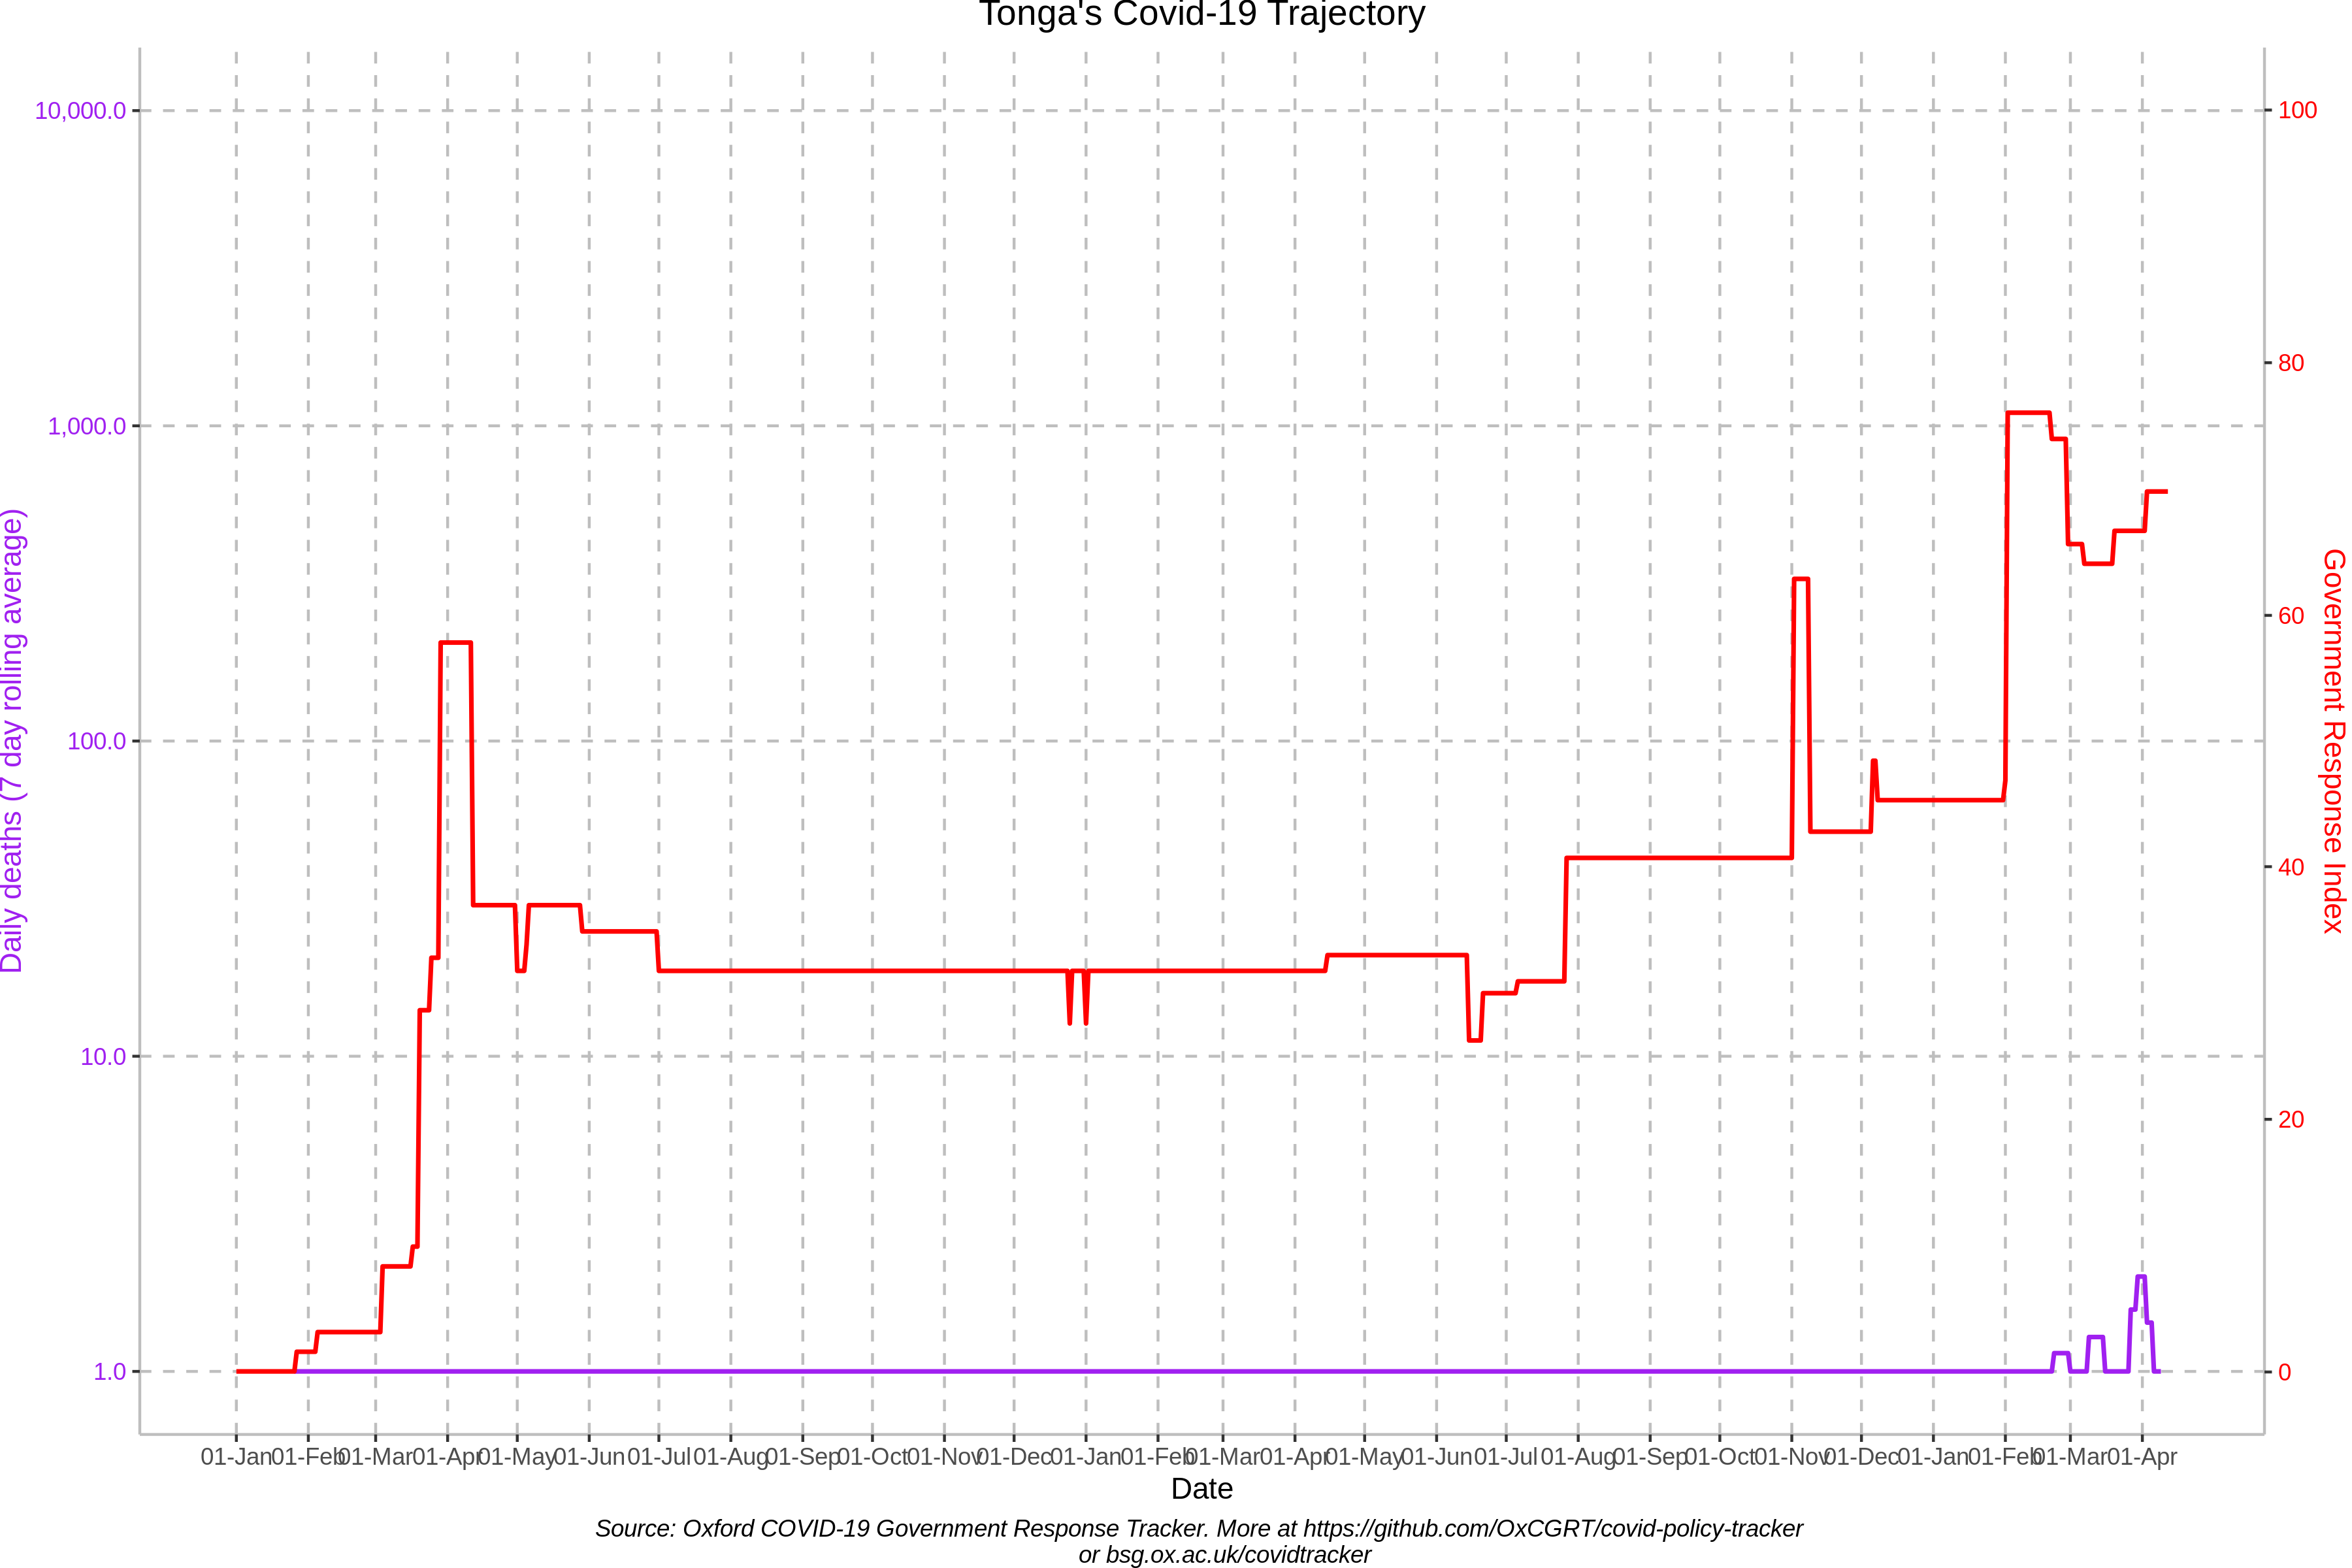 Tonga's Covid-19 Trajectory
10,000.0
1,000.0
100.0
10.0
1.0
Daily deaths (7 day rolling average)
100
80
60
40
20
0
Government Response Index
01-Jan 01-Feb 01-Mar 01-Apr 01-May 01-Jun 01-Jul 01-Aug 01-Sep 01-Oct 01-Nov 01-Dec 01-Jan 01-Feb 01-Mar 01-Apr 01-May 01-Jun 01-Jul 01-Aug 01-Sep 01-Oct 01-Nov 01-Dec 01-Jan 01-Feb 01-Mar 01-Apr
Date
Source: Oxford COVID-19 Government Response Tracker. More at https://github.com/OxCGRT/covid-policy-tracker
or bsg.ox.ac.uk/covidtracker